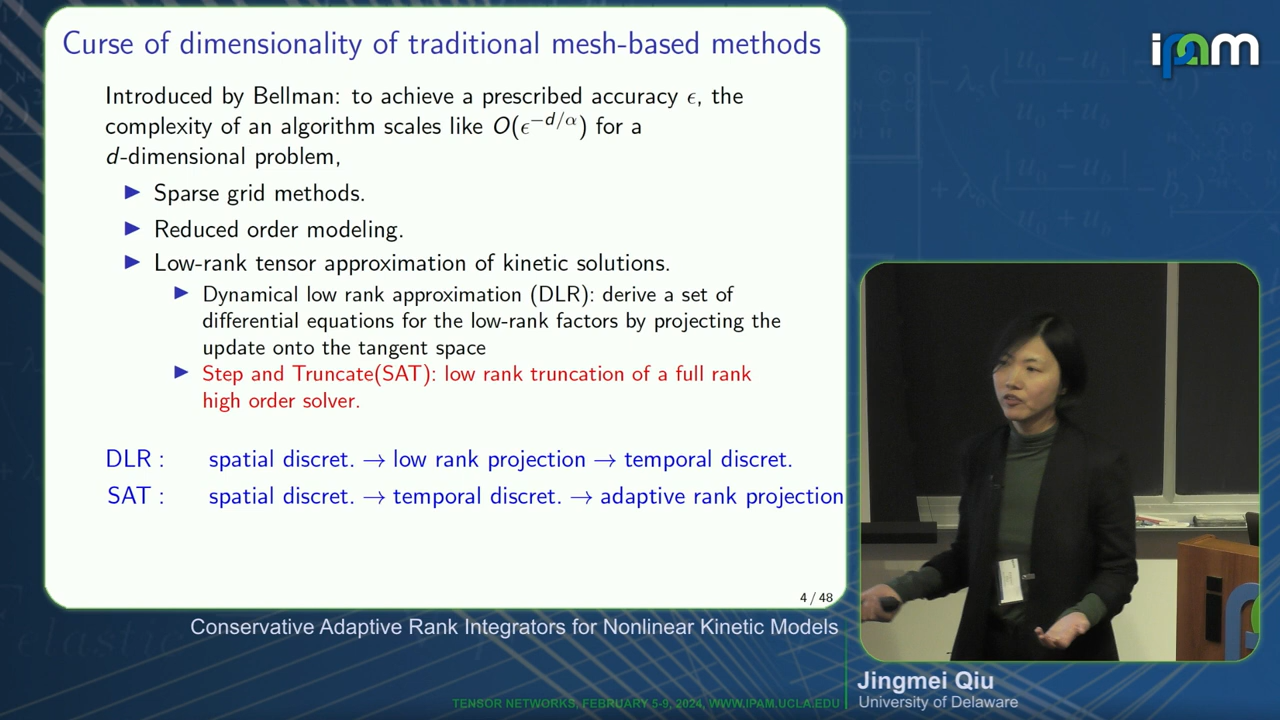 Curse of dimensionality of traditional mesh-based methods
ipam
Introduced by Bellman: to achieve a prescribed accuracy ϵ, the
complexity of an algorithm scales like O(ϵ^{-d/α}) for a
d-dimensional problem,
▶ Sparse grid methods.
▶ Reduced order modeling.
▶ Low-rank tensor approximation of kinetic solutions.
▶ Dynamical low rank approximation (DLR): derive a set of
differential equations for the low-rank factors by projecting the
update onto the tangent space
▶ Step and Truncate(SAT): low rank truncation of a full rank
high order solver.
DLR : spatial discret. → low rank projection → temporal discret.
SAT : spatial discret. → temporal discret. → adaptive rank projection
4 / 48
Conservative Adaptive Rank Integrators for Nonlinear Kinetic Models
Jingmei Qiu
University of Delaware
TENSOR NETWORKS, FEBRUARY 5-9, 2024, WWW.IPAM.UCLA.EDU